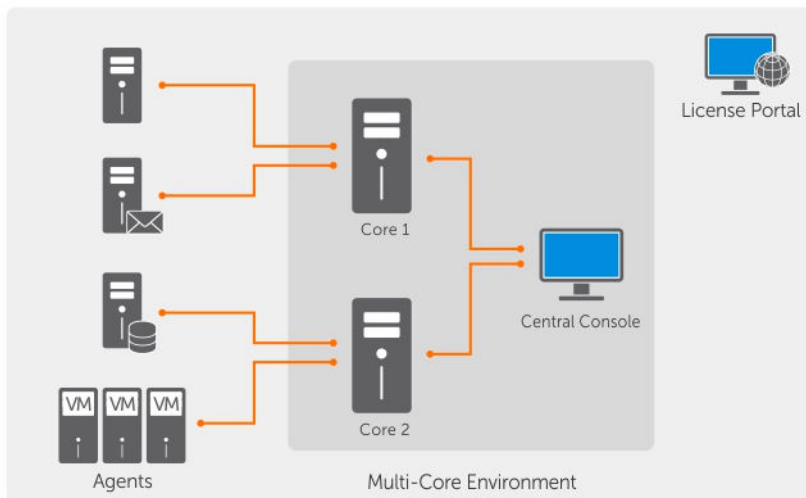 License Portal
Core 1
Central Console
VM VM VM
Core 2
Agents
Multi-Core Environment